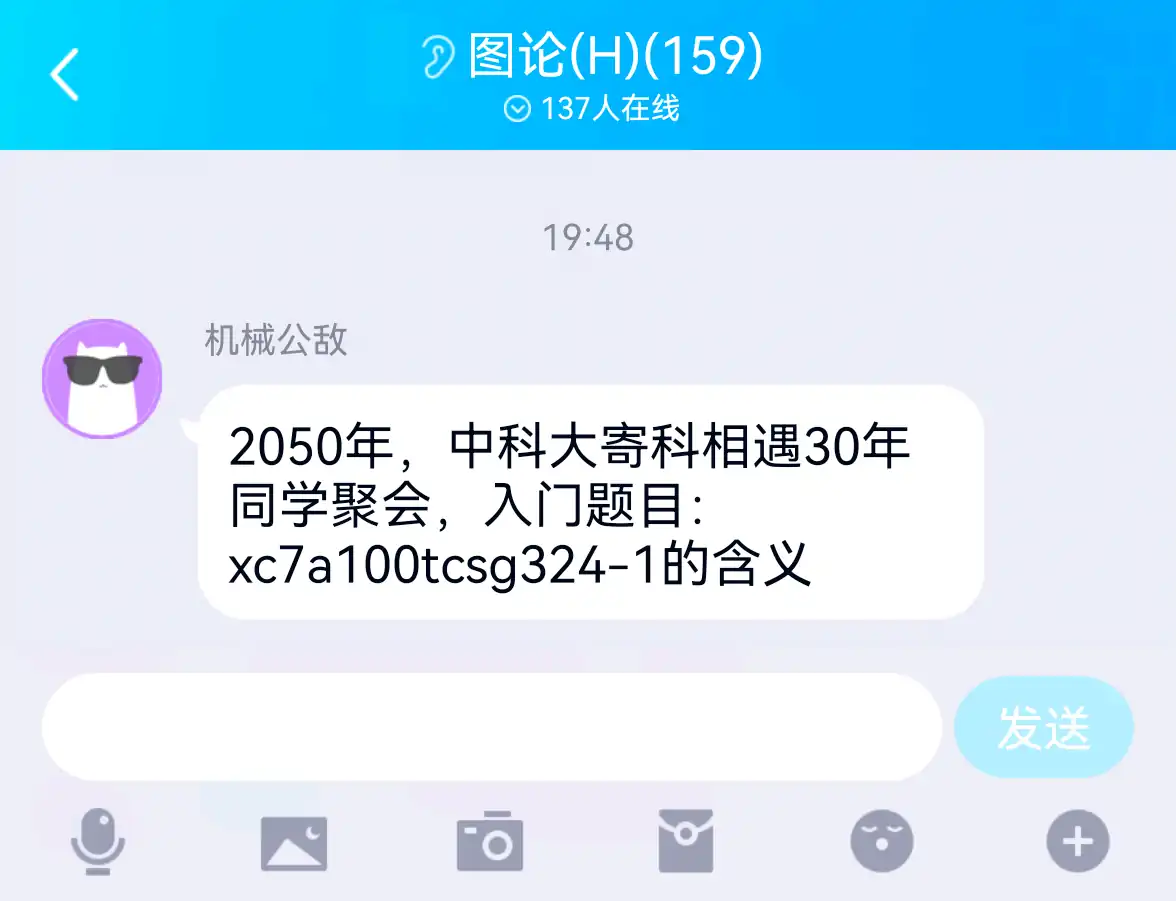 图论(H)(159)
137人在线
19:48
机械公敌
2050年，中科大寄科相遇30年
同学聚会，入门题目：
xc7a100tcsg324-1的含义
发送